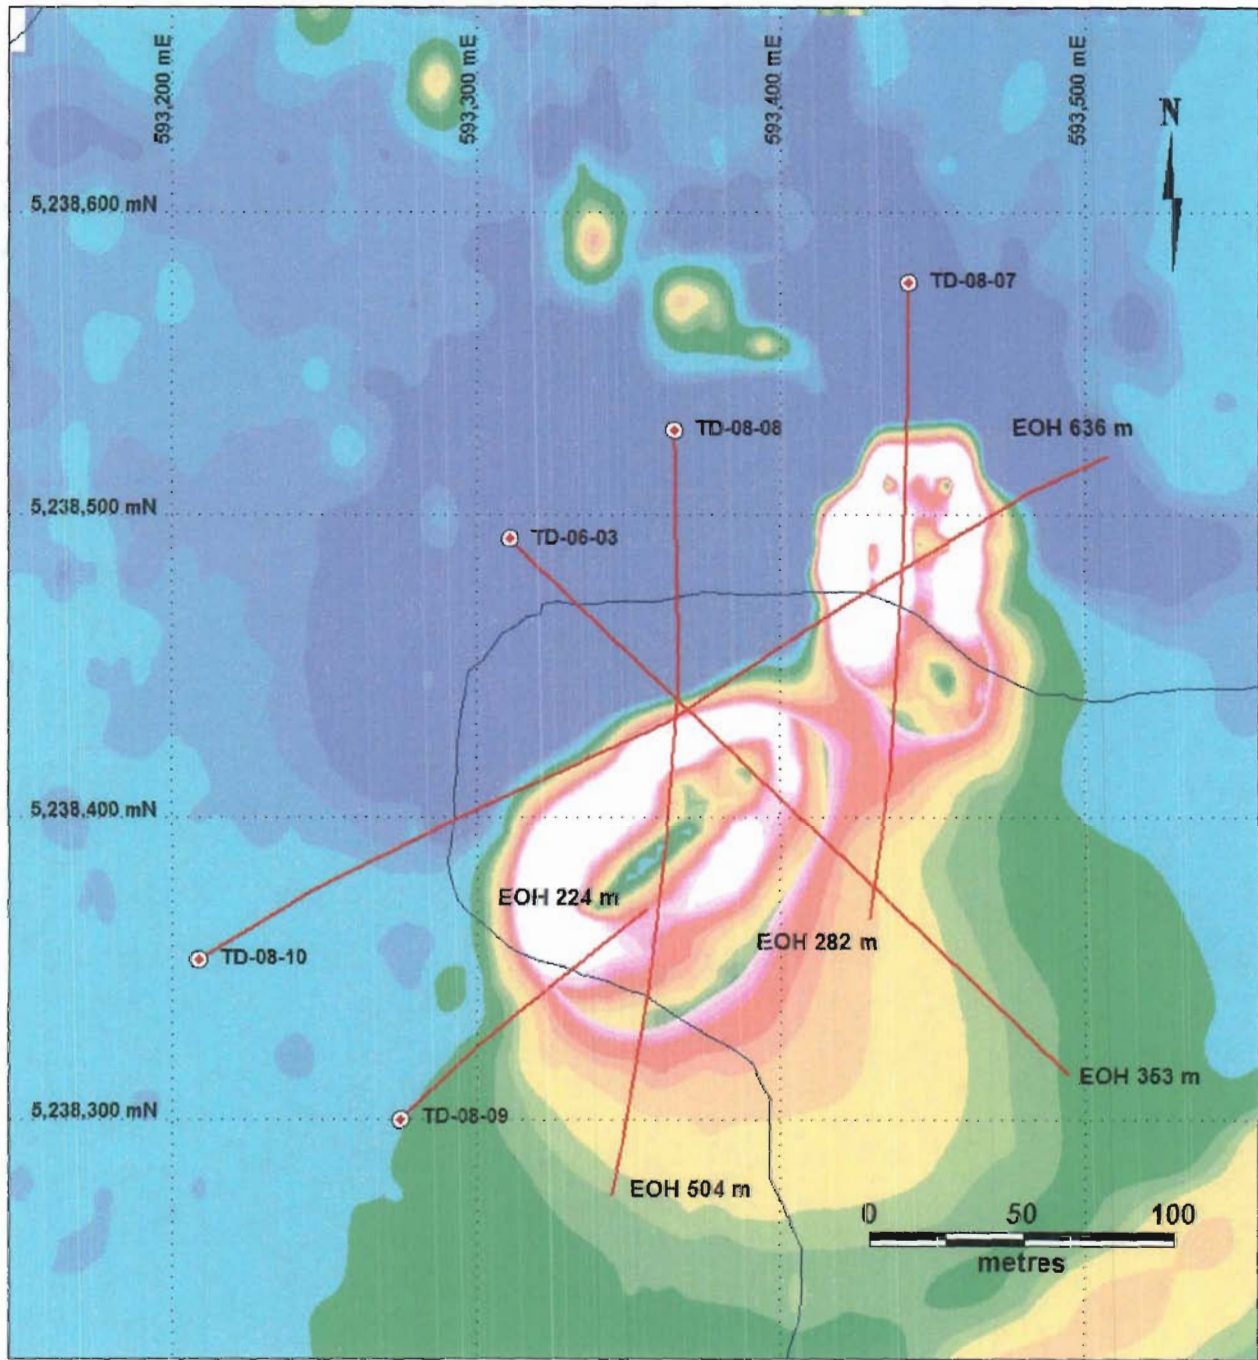 593,200 mE
593,300 mE
593,400 mE
593,500 mE
N
5,238,600 mN
TD-08-07
TD-08-08
EOH 636 m
5,238,500 mN
TD-06-03
5,238,400 mN
EOH 224 m
EOH 282 m
TD-08-10
EOH 353 m
5,238,300 mN
TD-08-09
EOH 504 m
0 50 100
metres